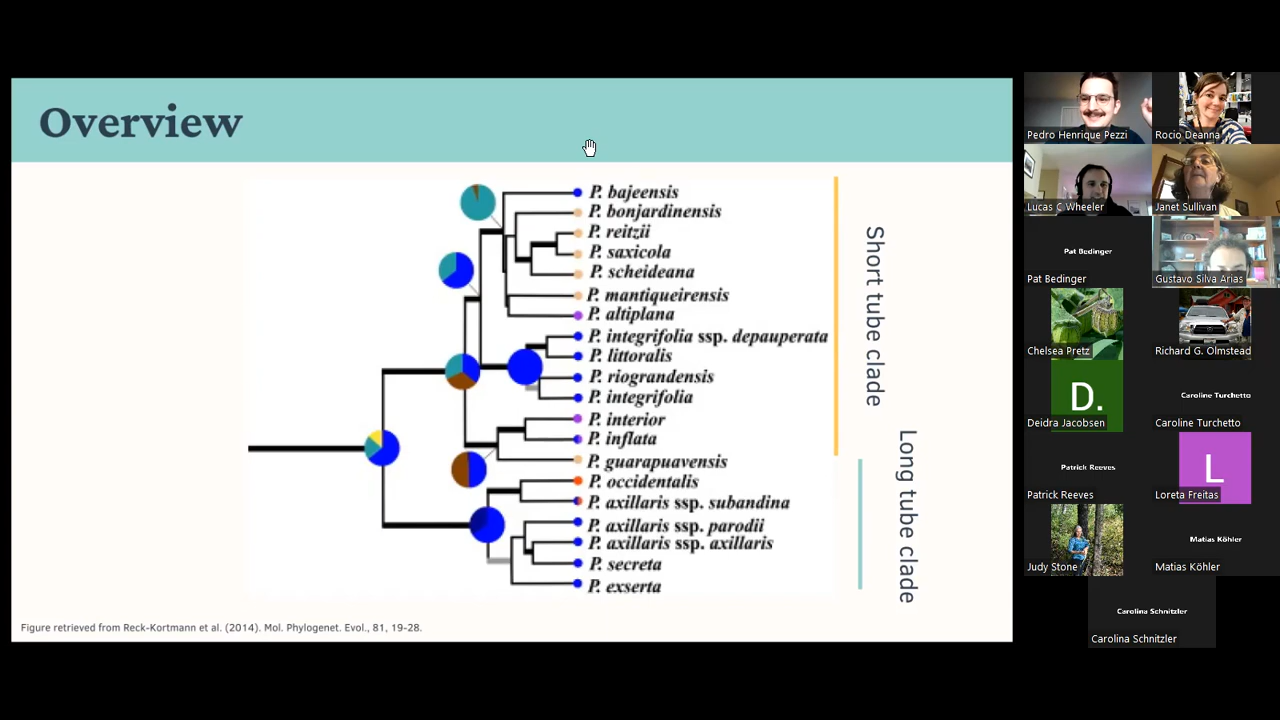 Overview
P. bajeensis
P. bonjardinensis
P. reitzii
P. saxicola
P. scheideana
P. mantiqueirensis
P. altiplana
P. integrifolia ssp. depauperata
P. littoralis
P. riograndensis
P. integrifolia
P. interior
P. inflata
P. guarapuavensis
P. occidentalis
P. axillaris ssp. subandina
P. axillaris ssp. parodii
P. axillaris ssp. axillaris
P. secreta
P. exserta
Short tube clade
Long tube clade
Figure retrieved from Reck-Kortmann et al. (2014). Mol. Phylogenet. Evol., 81, 19-28.
Pedro Henrique Pezzi
Rocio Deanna
Lucas C Wheeler
Janet Sullivan
Pat Bedinger
Pat Bedinger
Gustavo Silva Arias
Chelsea Pretz
Richard G. Olmstead
D.
Deidra Jacobsen
Caroline Turchetto
Caroline Turchetto
Patrick Reeves
Patrick Reeves
L
Loreta Freitas
Judy Stone
Matias Köhler
Matias Köhler
Carolina Schnitzler
Carolina Schnitzler